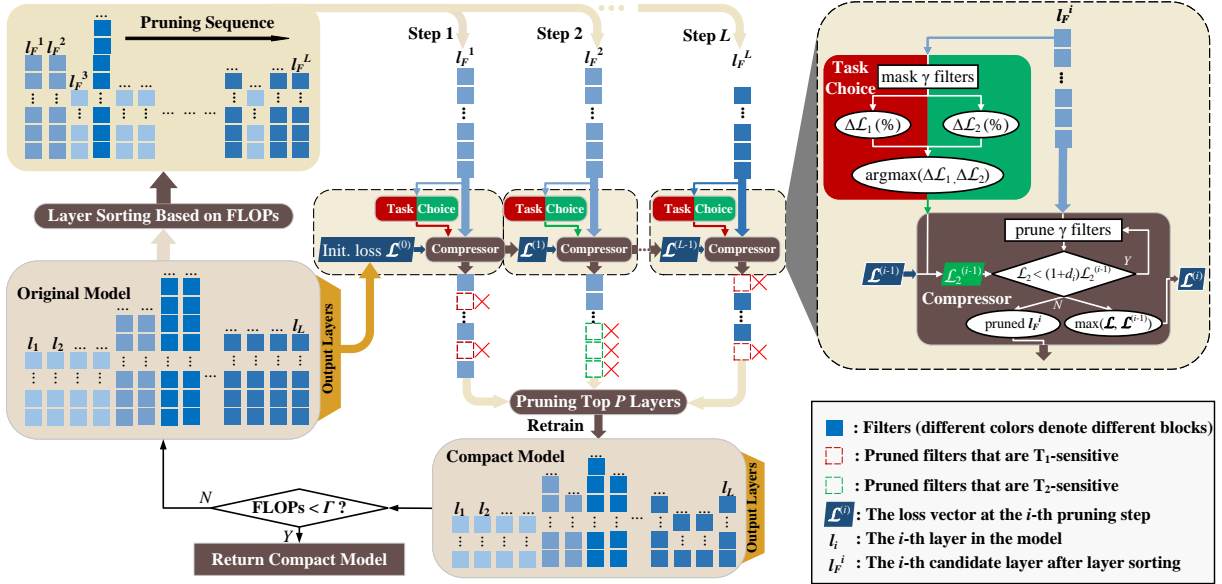 Pruning Sequence
l_F^1 l_F^2
l_F^3
... ... ... ... ... ...
l_F^L
Layer Sorting Based on FLOPs
Original Model
l_1 l_2 ... ... ... ... ... ... ... ... l_L
Output Layers
Step 1
l_F^1
Step 2
l_F^2
Step L
l_F^L
Task Choice
Task Choice
Task Choice
Init. loss 𝓛^(0)
Compressor
𝓛^(1)
Compressor
𝓛^(L-1)
Compressor
Pruning Top P Layers
Retrain
Compact Model
l_1 l_2 ... ... ... ... ... ... ... ... l_L
Output Layers
FLOPs < Γ ?
N
Y
Return Compact Model
l_F^i
Task
Choice
mask γ filters
Δℒ_1 (%)
Δℒ_2 (%)
argmax(Δℒ_1, Δℒ_2)
prune γ filters
𝓛^(i-1)
ℒ_2^(i-1)
ℒ_2 < (1+d_i)ℒ_2^(i-1)
Y
N
𝓛^(i)
Compressor
pruned l_F^i
max(𝓛, 𝓛^(i-1))
: Filters (different colors denote different blocks)
: Pruned filters that are T_1-sensitive
: Pruned filters that are T_2-sensitive
𝓛^(i) : The loss vector at the i-th pruning step
l_i : The i-th layer in the model
l_F^i : The i-th candidate layer after layer sorting